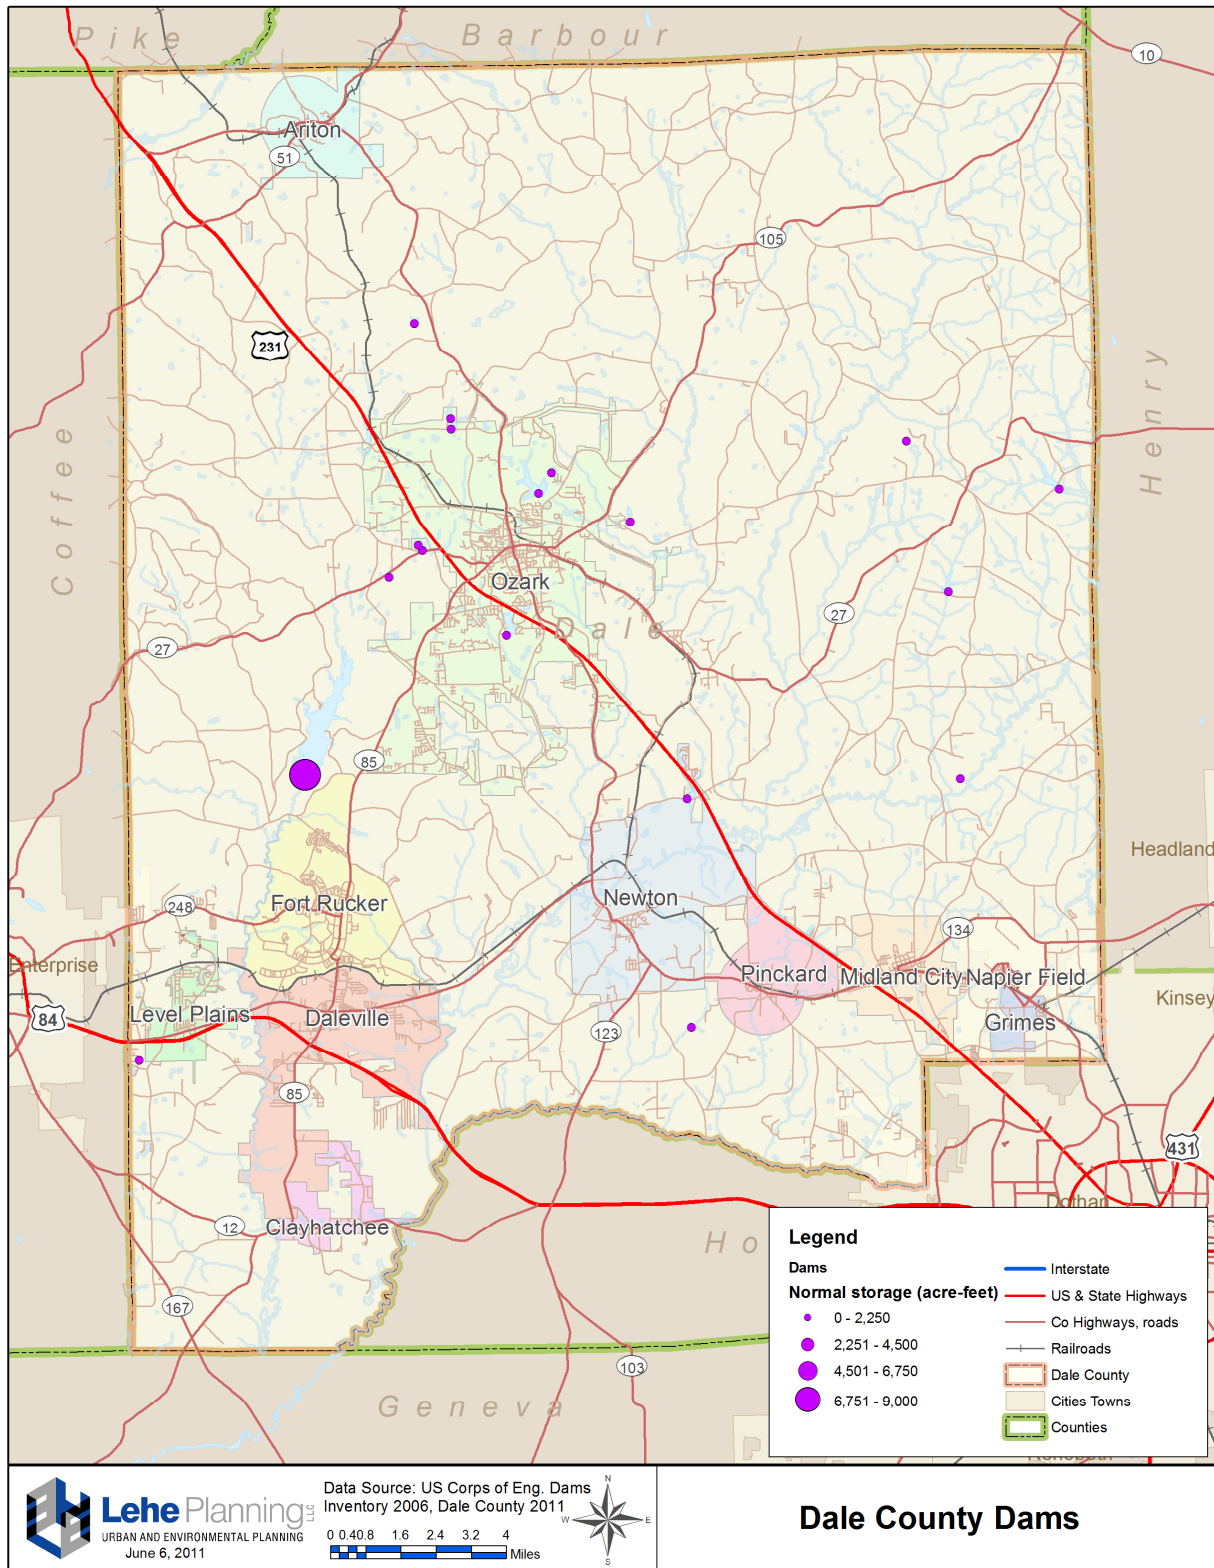 Pike
Barbour
10
Ariton
51
105
231
Henry
Coffee
Ozark
Dale
27
27
85
Headland
Fort Rucker
Newton
248
134
Enterprise
Pinckard
Midland City
Napier Field
Kinsey
84
Level Plains
Daleville
Grimes
123
85
431
Dothan
12
Clayhatchee
Ho
167
103
Geneva
Legend
Dams
Normal storage (acre-feet)
0 - 2,250
2,251 - 4,500
4,501 - 6,750
6,751 - 9,000
Interstate
US & State Highways
Co Highways, roads
Railroads
Dale County
Cities Towns
Counties
Lehe Planning LLC
URBAN AND ENVIRONMENTAL PLANNING
June 6, 2011
Data Source: US Corps of Eng. Dams
Inventory 2006, Dale County 2011
0 0.4 0.8 1.6 2.4 3.2 4
Miles
N
W E
S
Dale County Dams